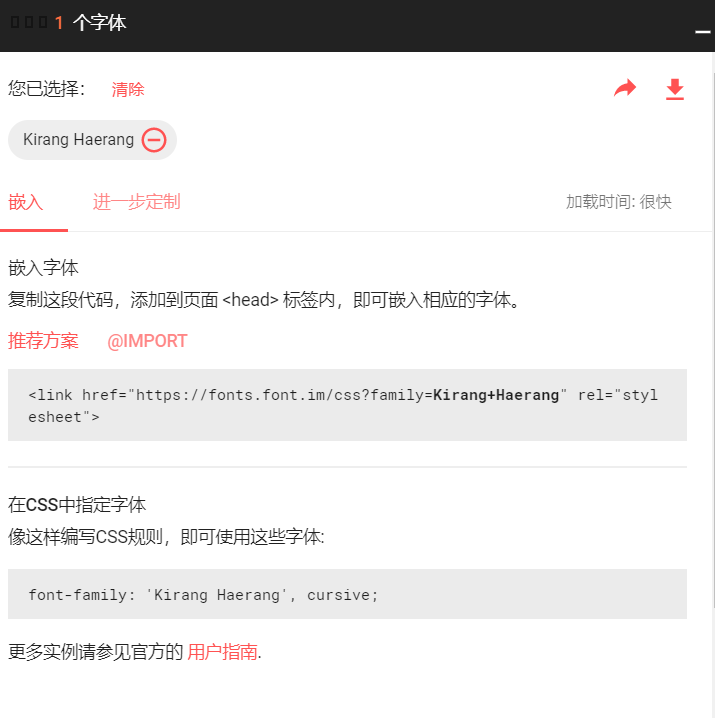 1 个字体
您已选择： 清除
Kirang Haerang
嵌入 进一步定制 加载时间: 很快
嵌入字体
复制这段代码，添加到页面 <head> 标签内，即可嵌入相应的字体。
推荐方案 @IMPORT
<link href="https://fonts.font.im/css?family=Kirang+Haerang" rel="styl
esheet">
在CSS中指定字体
像这样编写CSS规则，即可使用这些字体:
font-family: 'Kirang Haerang', cursive;
更多实例请参见官方的 用户指南.